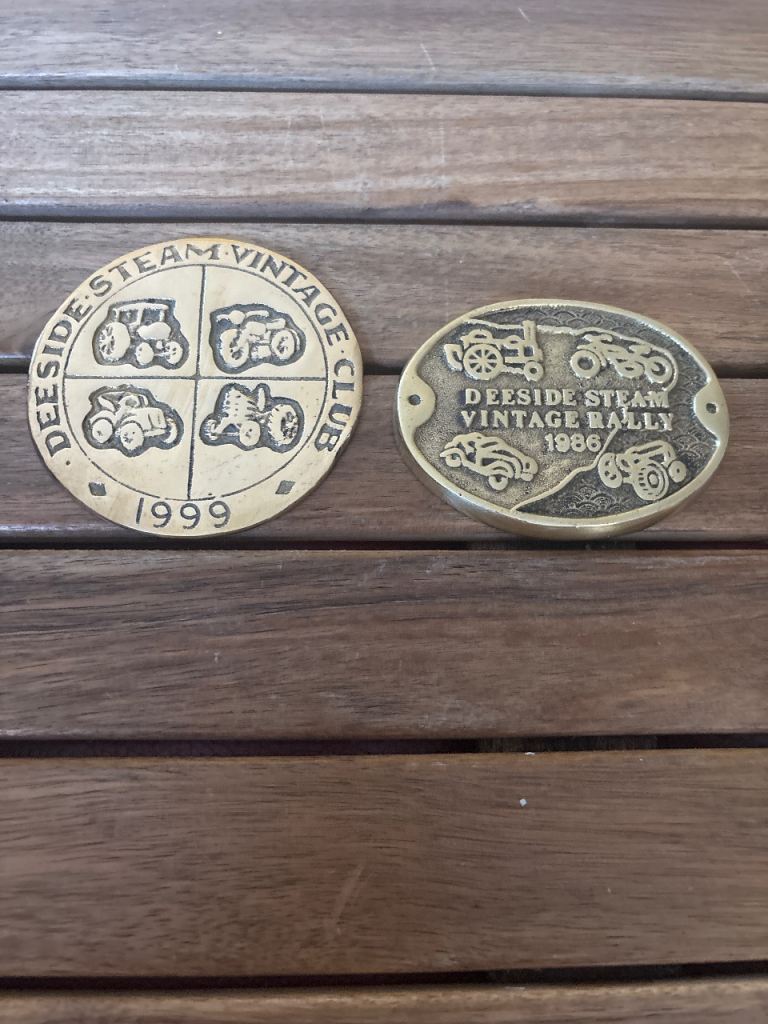 DEESIDE·STEAM·VINTAGE·CLUB
1999
DEESIDE STEAM
VINTAGE RALLY
1986